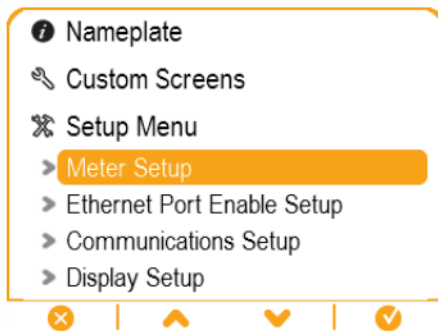 Nameplate
Custom Screens
Setup Menu
Meter Setup
Ethernet Port Enable Setup
Communications Setup
Display Setup